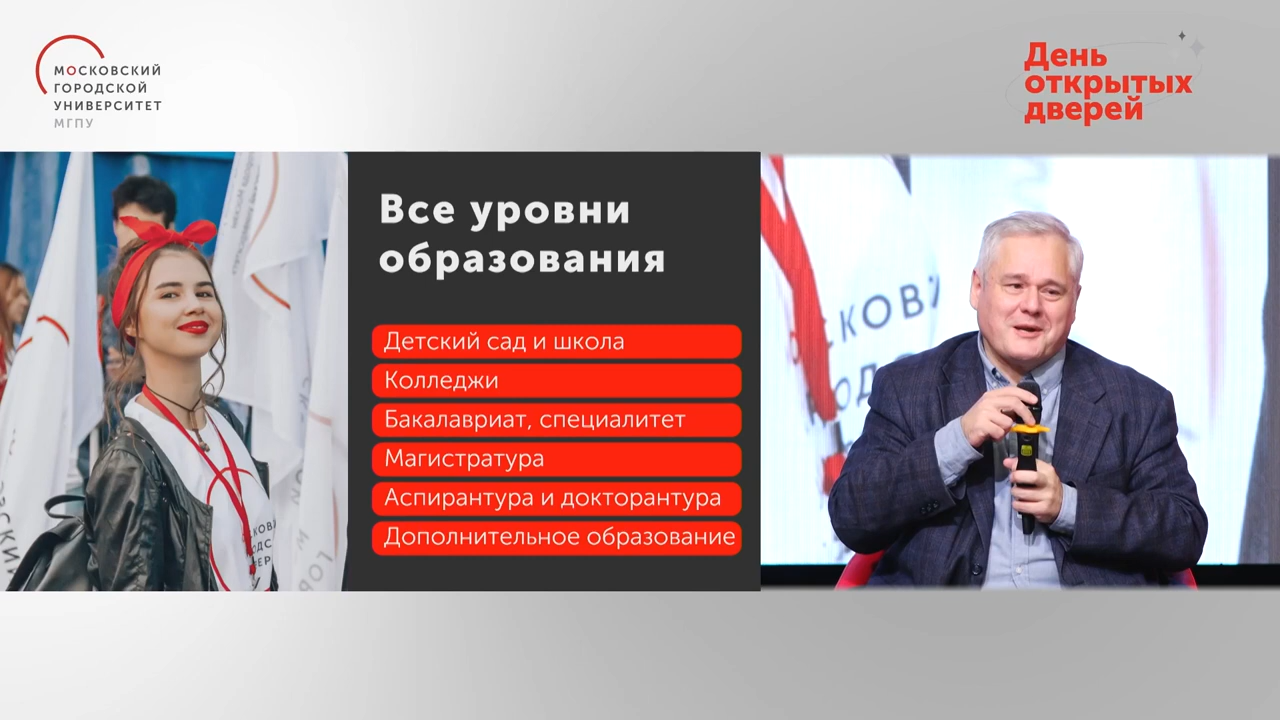 МОСКОВСКИЙ
ГОРОДСКОЙ
УНИВЕРСИТЕТ
МГПУ
День
открытых
дверей
Все уровни
образования
Детский сад и школа
Колледжи
Бакалавриат, специалитет
Магистратура
Аспирантура и докторантура
Дополнительное образование